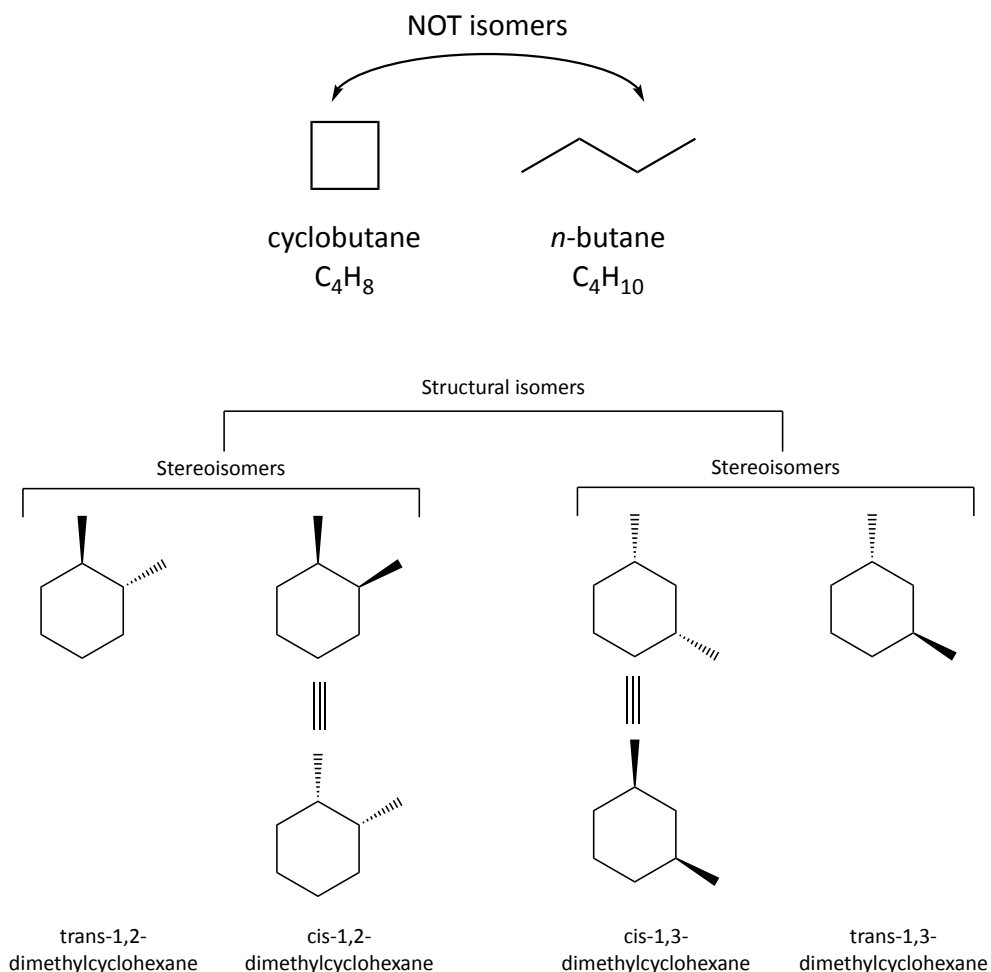 NOT isomers
cyclobutane
n-butane
C₄H₈
C₄H₁₀
Structural isomers
Stereoisomers
Stereoisomers
trans-1,2-
dimethylcyclohexane
cis-1,2-
dimethylcyclohexane
cis-1,3-
dimethylcyclohexane
trans-1,3-
dimethylcyclohexane